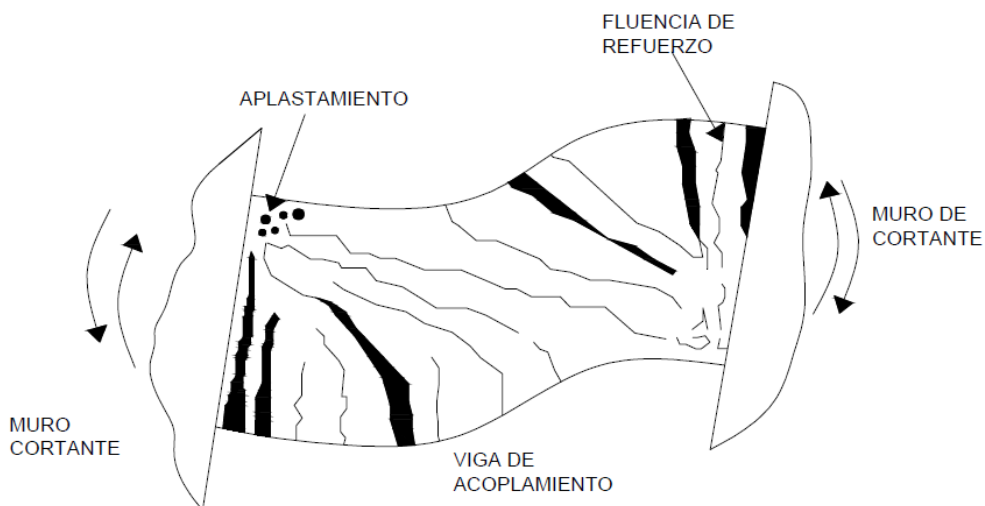 FLUENCIA DE
REFUERZO
APLASTAMIENTO
MURO DE
CORTANTE
MURO
CORTANTE
VIGA DE
ACOPLAMIENTO